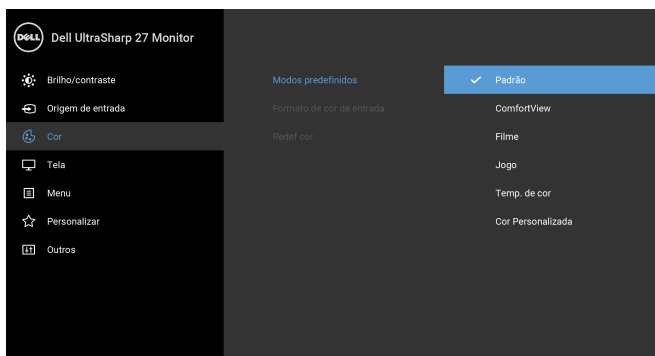 DELL Dell UltraSharp 27 Monitor
Brilho/contraste Modos predefinidos Padrão
Origem de entrada Formato de cor de entrada ComfortView
Cor Redef cor Filme
Tela Jogo
Menu Temp. de cor
Personalizar Cor Personalizada
Outros